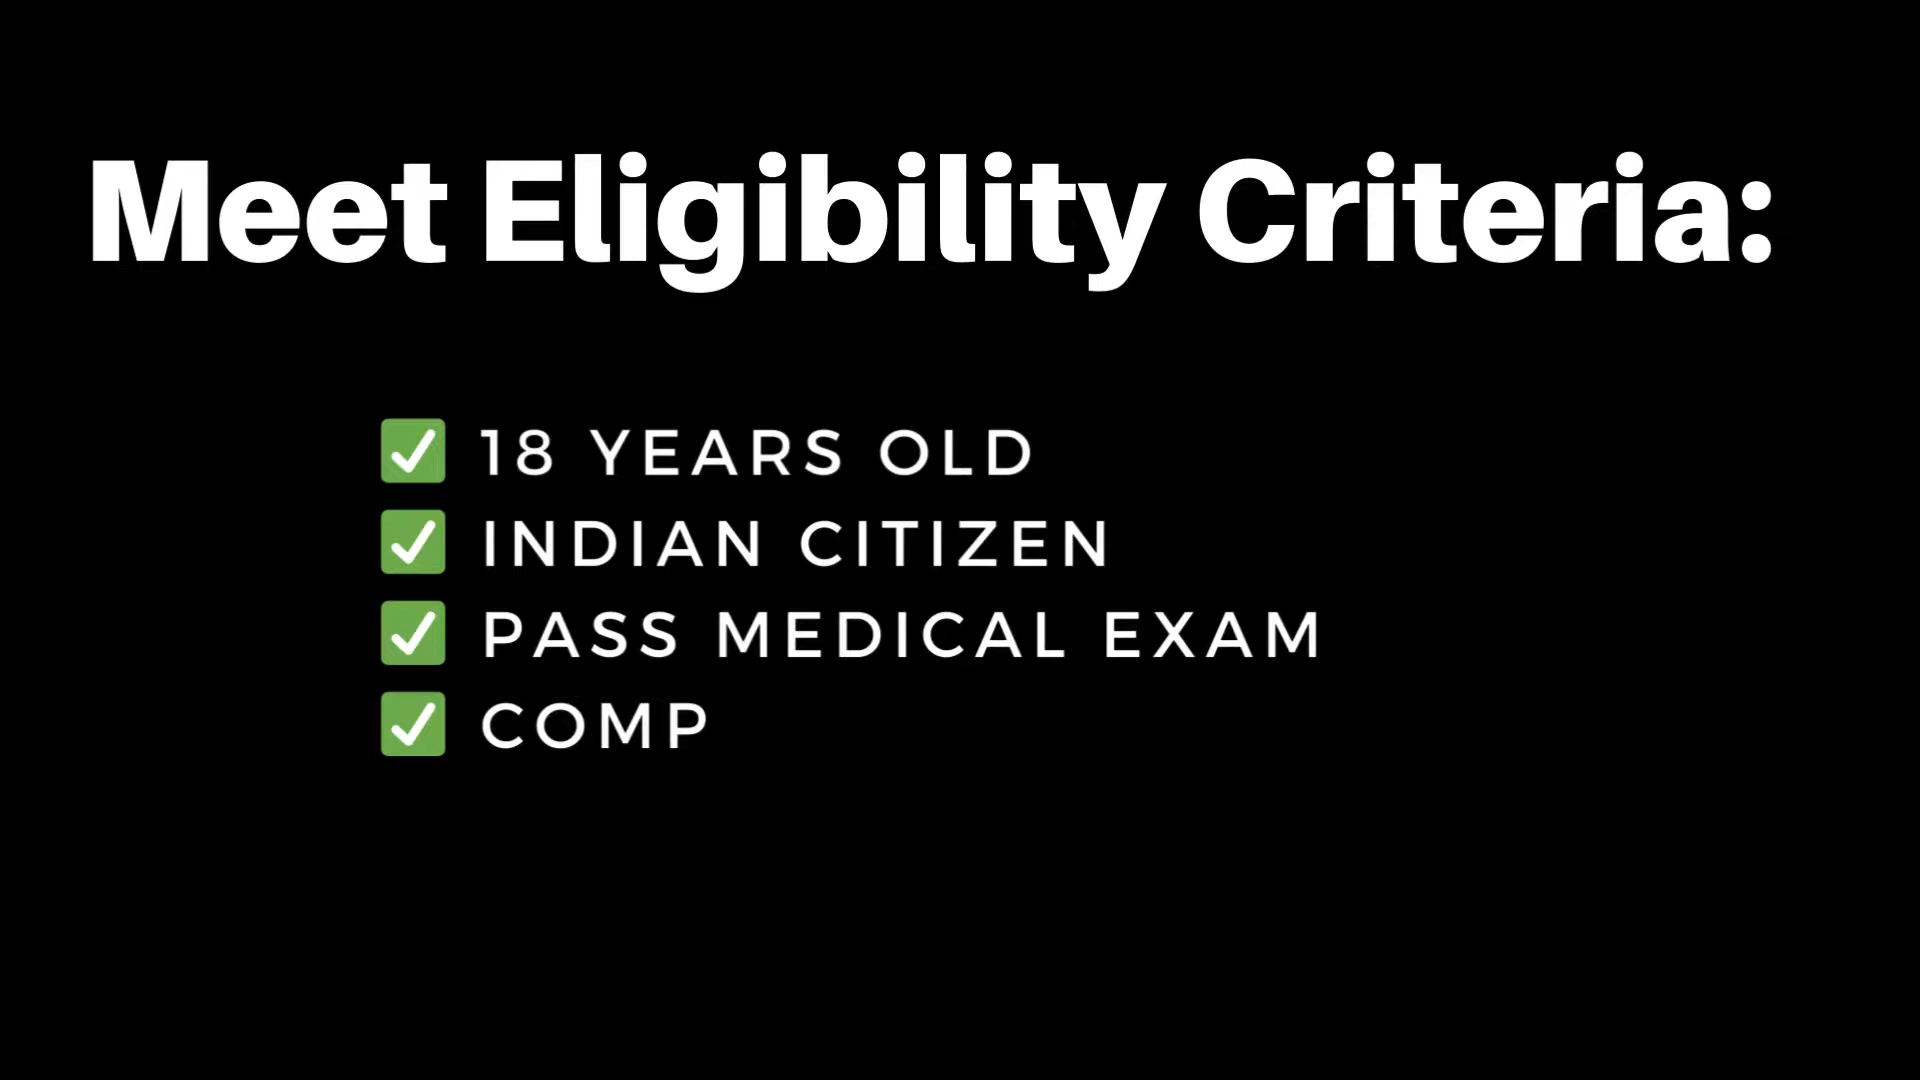 Meet Eligibility Criteria:
✅ 18 YEARS OLD
✅ INDIAN CITIZEN
✅ PASS MEDICAL EXAM
✅ COMP